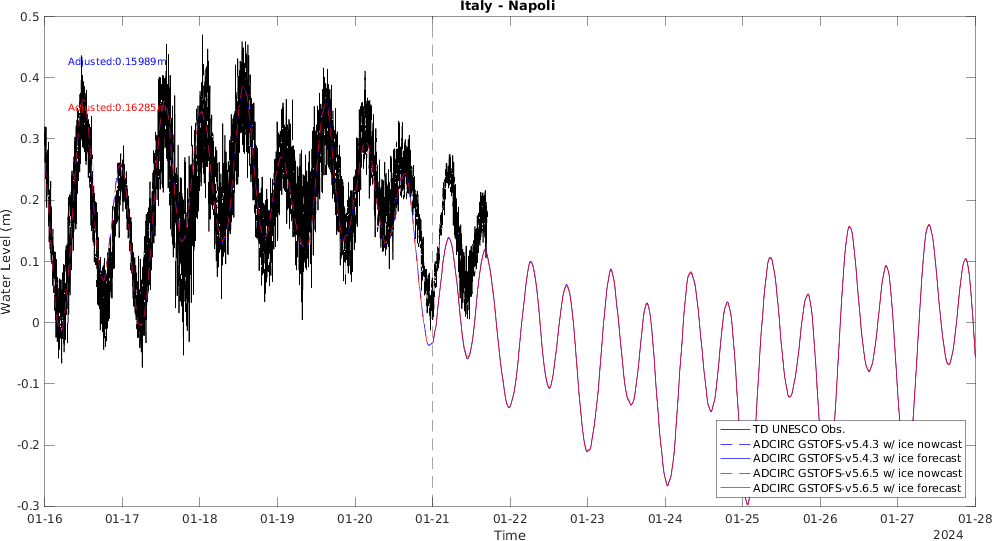 Italy - Napoli
Water Level (m)
0.5
0.4
0.3
0.2
0.1
0
-0.1
-0.2
-0.3
Adjusted:0.15989m
Adjusted:0.16285m
TD UNESCO Obs.
ADCIRC GSTOFS-v5.4.3 w/ ice nowcast
ADCIRC GSTOFS-v5.4.3 w/ ice forecast
ADCIRC GSTOFS-v5.6.5 w/ ice nowcast
ADCIRC GSTOFS-v5.6.5 w/ ice forecast
01-16 01-17 01-18 01-19 01-20 01-21 01-22 01-23 01-24 01-25 01-26 01-27 01-28
Time
2024